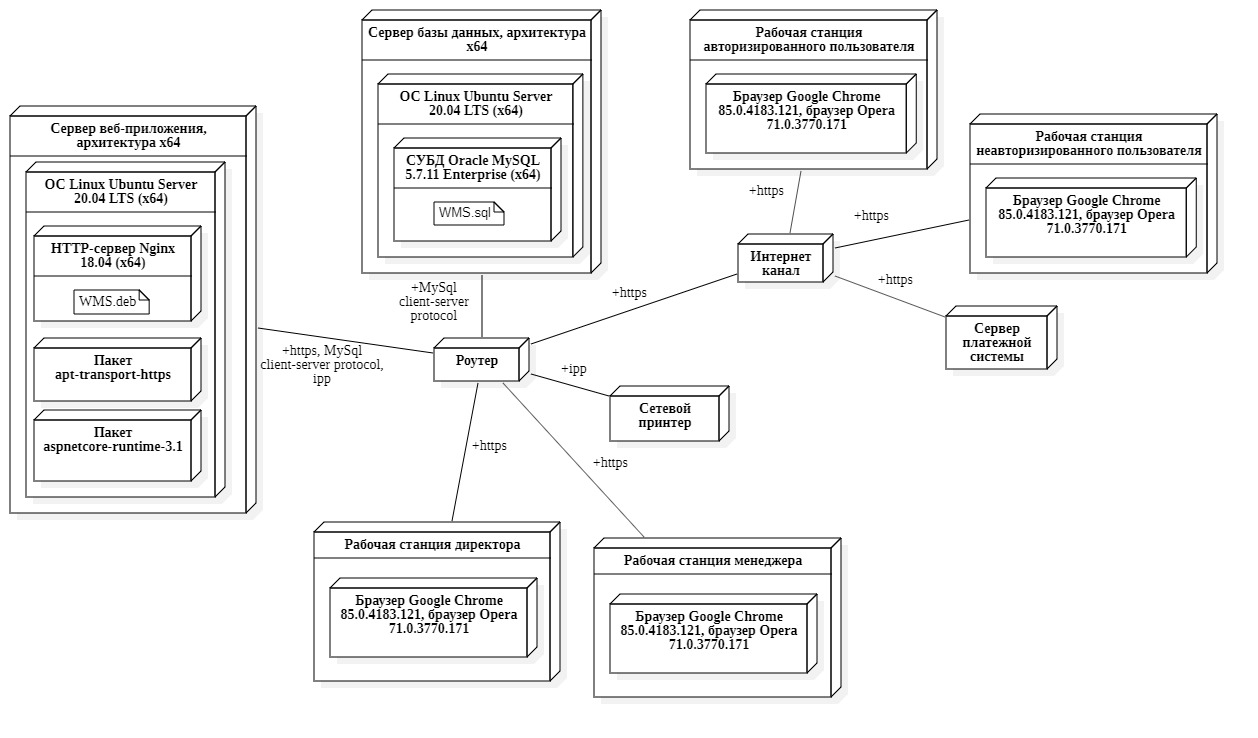 Сервер веб-приложения,
архитектура x64
ОС Linux Ubuntu Server
20.04 LTS (x64)
HTTP-сервер Nginx
18.04 (x64)
WMS.deb
Пакет
apt-transport-https
Пакет
aspnetcore-runtime-3.1
Сервер базы данных, архитектура
x64
ОС Linux Ubuntu Server
20.04 LTS (x64)
СУБД Oracle MySQL
5.7.11 Enterprise (x64)
WMS.sql
Рабочая станция
авторизированного пользователя
Браузер Google Chrome
85.0.4183.121, браузер Opera
71.0.3770.171
Рабочая станция
неавторизированного пользователя
Браузер Google Chrome
85.0.4183.121, браузер Opera
71.0.3770.171
+https
+https
Интернет
канал
+https
+https
Сервер
платежной
системы
+MySql
client-server
protocol
+https, MySql
client-server protocol,
ipp
Роутер
+ipp
Сетевой
принтер
+https
+https
Рабочая станция директора
Браузер Google Chrome
85.0.4183.121, браузер Opera
71.0.3770.171
Рабочая станция менеджера
Браузер Google Chrome
85.0.4183.121, браузер Opera
71.0.3770.171